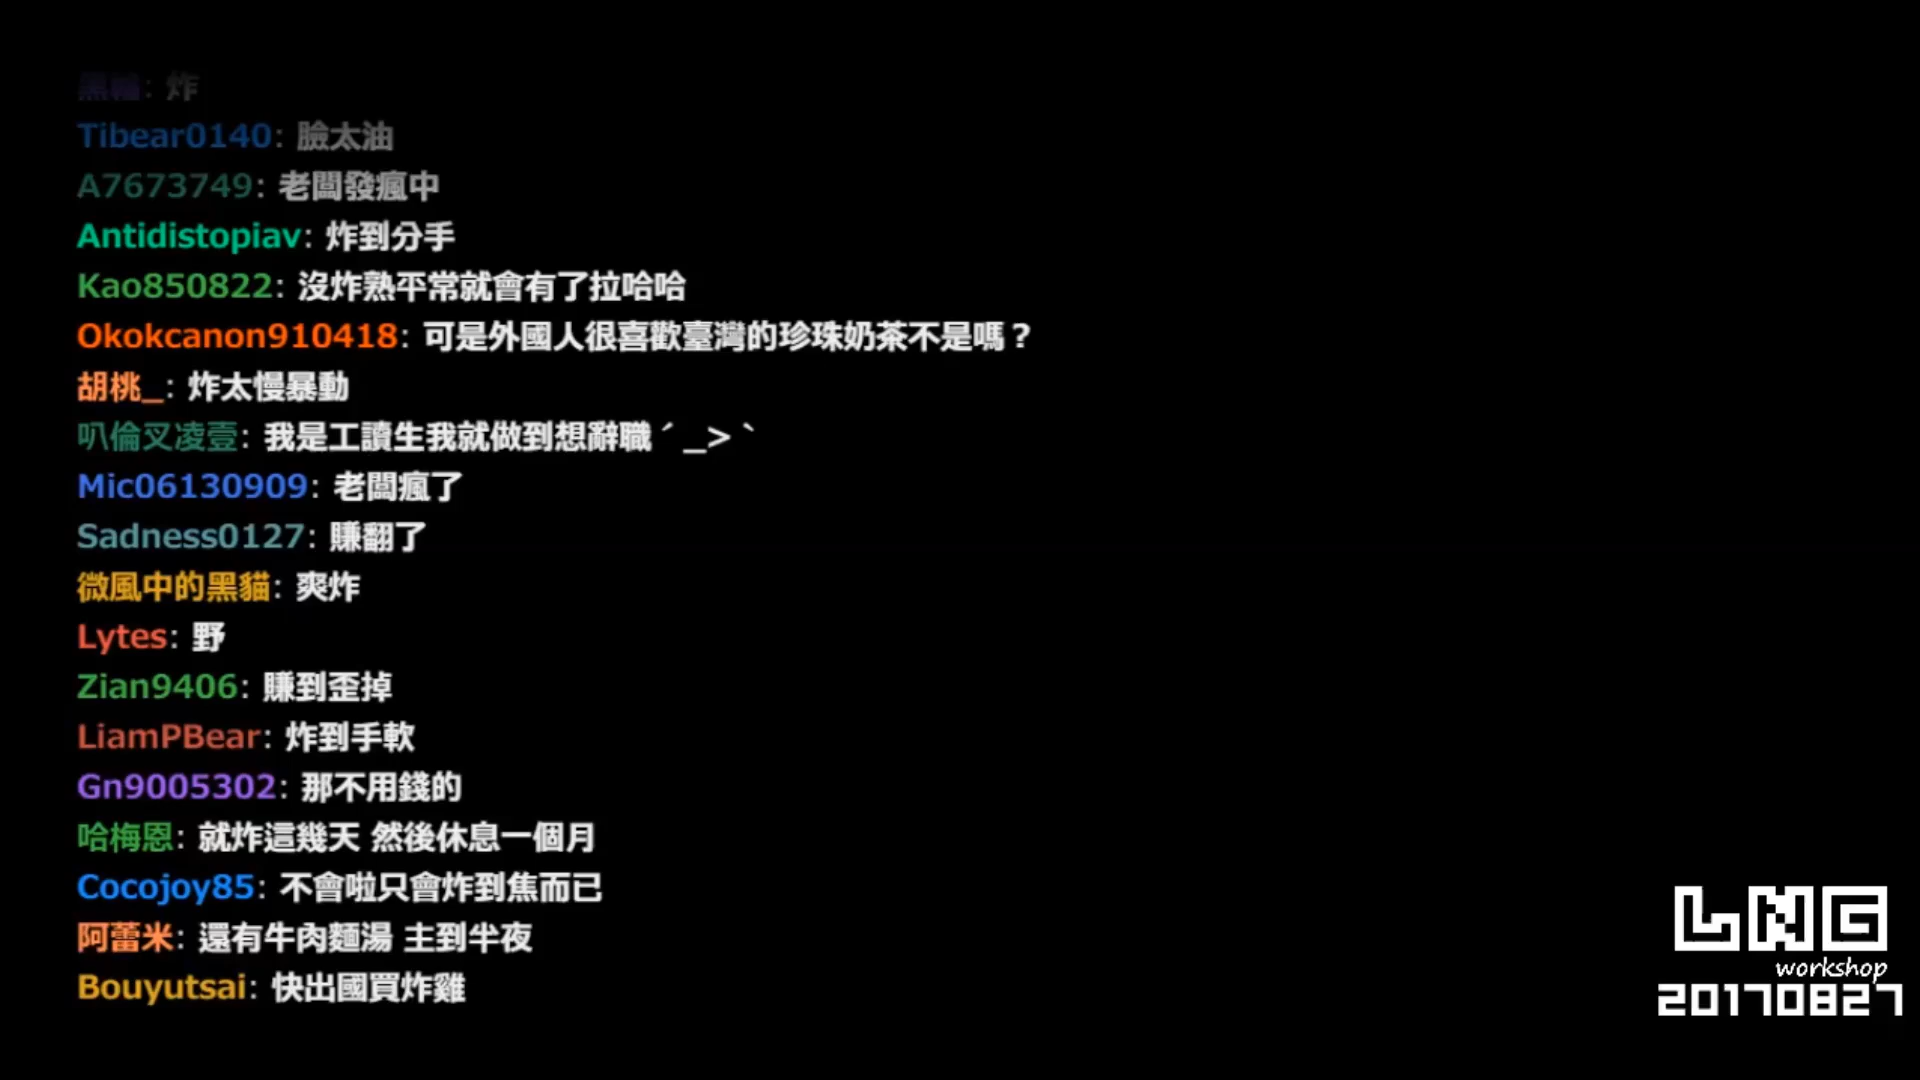 黑輪: 炸
Tibear0140: 臉太油
A7673749: 老闆發瘋中
Antidistopiav: 炸到分手
Kao850822: 沒炸熟平常就會有了拉哈哈
Okokcanon910418: 可是外國人很喜歡臺灣的珍珠奶茶不是嗎？
胡桃_: 炸太慢暴動
叭倫叉凌壹: 我是工讀生我就做到想辭職 ́_> ̀
Mic06130909: 老闆瘋了
Sadness0127: 賺翻了
微風中的黑貓: 爽炸
Lytes: 野
Zian9406: 賺到歪掉
LiamPBear: 炸到手軟
Gn9005302: 那不用錢的
哈梅恩: 就炸這幾天 然後休息一個月
Cocojoy85: 不會啦只會炸到焦而已
阿蕾米: 還有牛肉麵湯 主到半夜
Bouyutsai: 快出國買炸雞
LNG
workshop
20170827